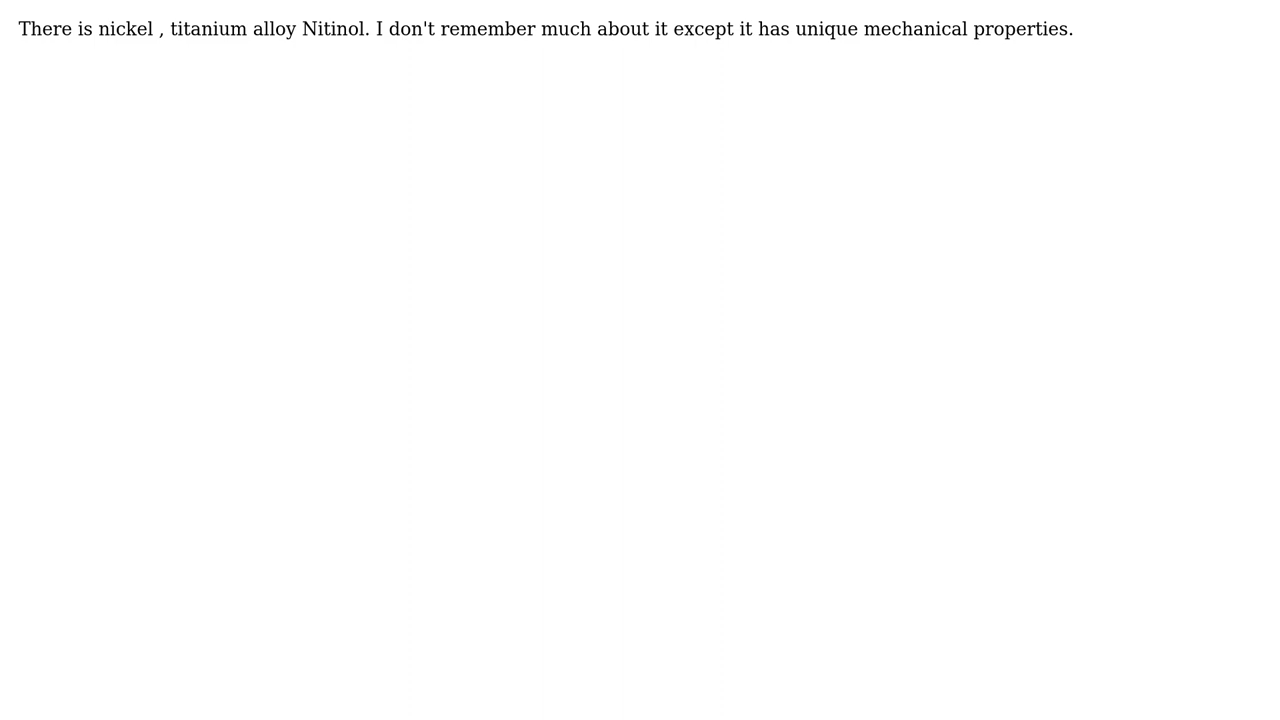 There is nickel , titanium alloy Nitinol. I don't remember much about it except it has unique mechanical properties.